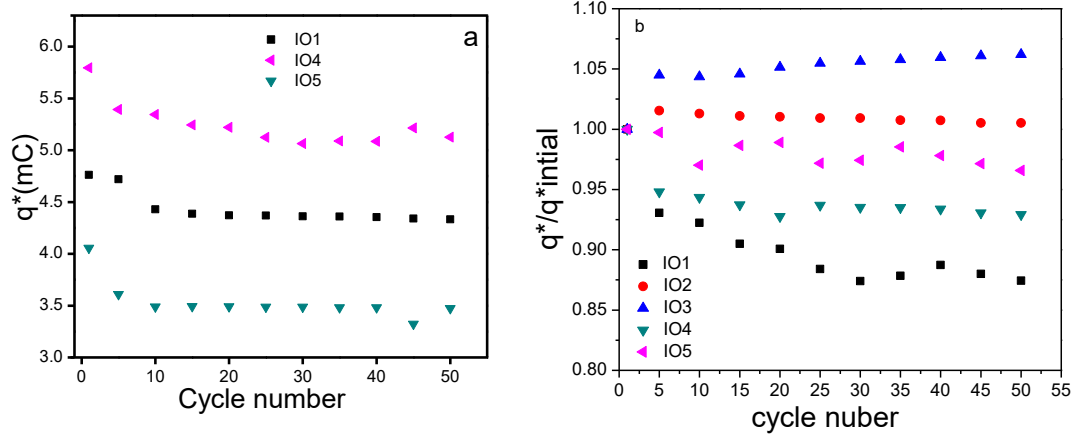 a
IO1
IO4
IO5
6.0
5.5
5.0
4.5
4.0
3.5
3.0
q*(mC)
0 10 20 30 40 50
Cycle number
b
1.10
1.05
1.00
0.95
0.90
0.85
0.80
q*/q*intial
IO1
IO2
IO3
IO4
IO5
0 5 10 15 20 25 30 35 40 45 50 55
cycle nuber